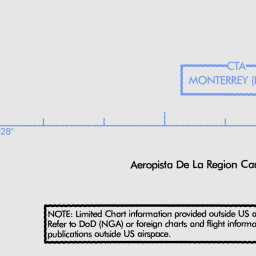 CTA
MONTERREY (
28"
Aeropista De La Region Ca
NOTE: Limited Chart information provided outside US a
Refer to DoD (NGA) or foreign charts and flight informa
publications outside US airspace.